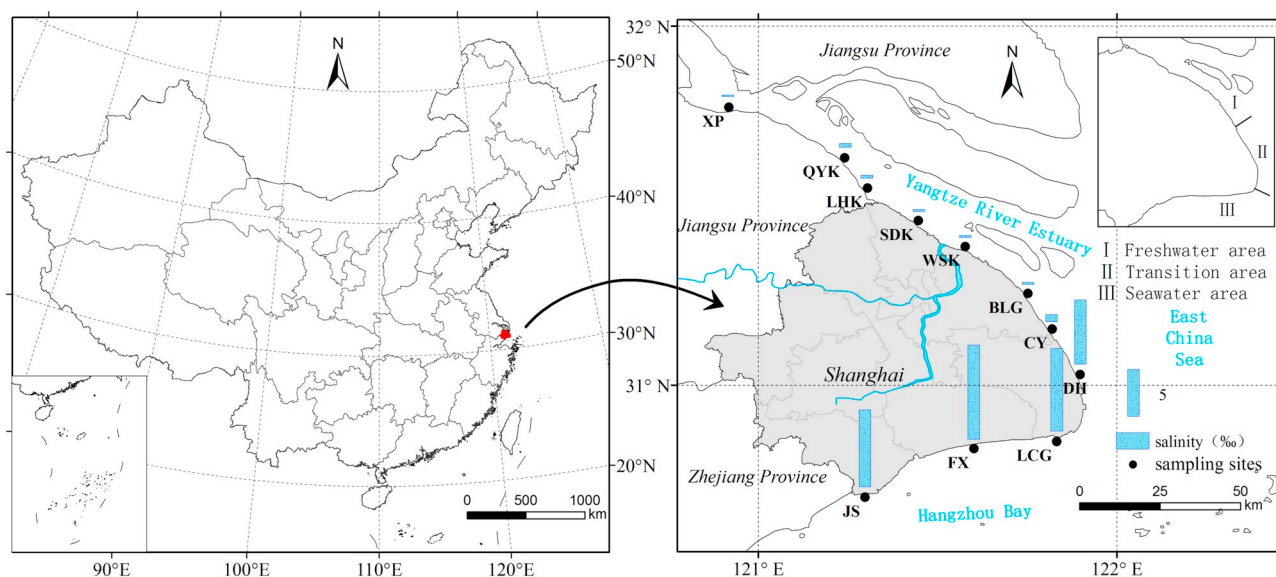 N
50°N
40°N
30°N
20°N
0 500 1000
km
90°E
100°E
110°E
120°E
32° N
31° N
121° E
122° E
Jiangsu Province
N
XP
QYK
LHK
Yangtze River Estuary
Jiangsu Province
SDK
WSK
BLG
CY
DH
Shanghai
FX
LCG
Zhejiang Province
JS
Hangzhou Bay
I
II
III
I Freshwater area
II Transition area
III Seawater area
East
China
Sea
5
salinity (‰)
sampling sites
0 25 50
km